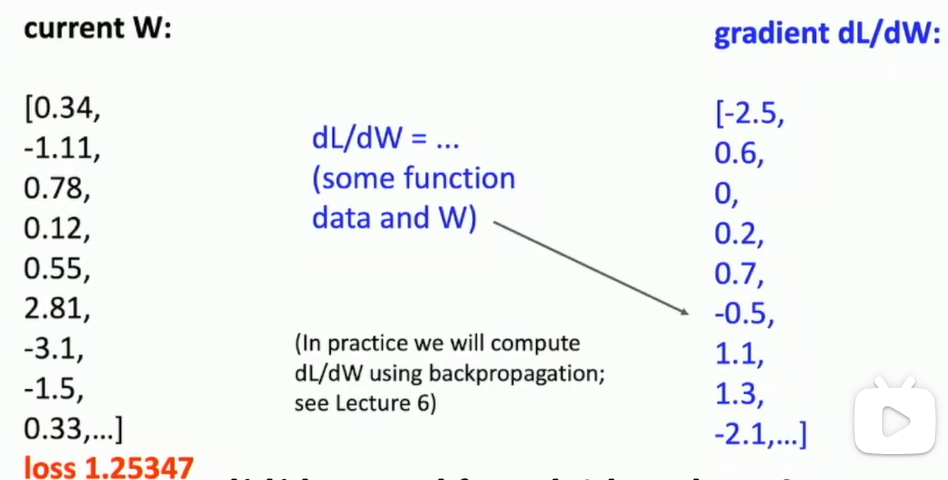 current W:
[0.34,
-1.11,
0.78,
0.12,
0.55,
2.81,
-3.1,
-1.5,
0.33,...]
loss 1.25347
dL/dW = ...
(some function
data and W)
(In practice we will compute
dL/dW using backpropagation;
see Lecture 6)
gradient dL/dW:
[-2.5,
0.6,
0,
0.2,
0.7,
-0.5,
1.1,
1.3,
-2.1,...]